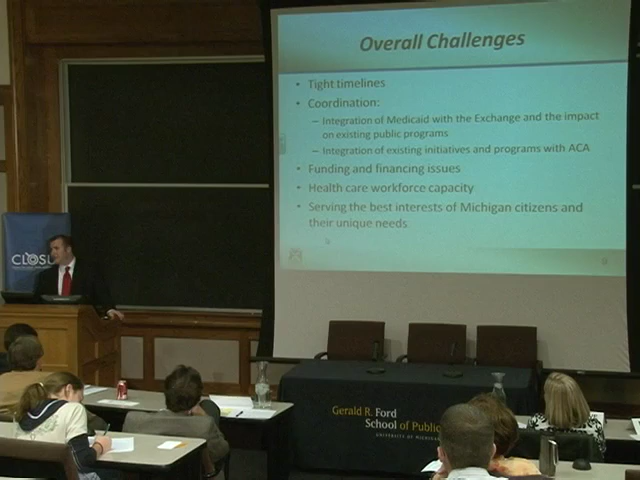 Overall Challenges
• Tight timelines
• Coordination:
– Integration of Medicaid with the Exchange and the impact
on existing public programs
– Integration of existing initiatives and programs with ACA
• Funding and financing issues
• Health care workforce capacity
• Serving the best interests of Michigan citizens and
their unique needs
CLOSU
Gerald R. Ford
School of Public
UNIVERSITY OF MICHIGAN